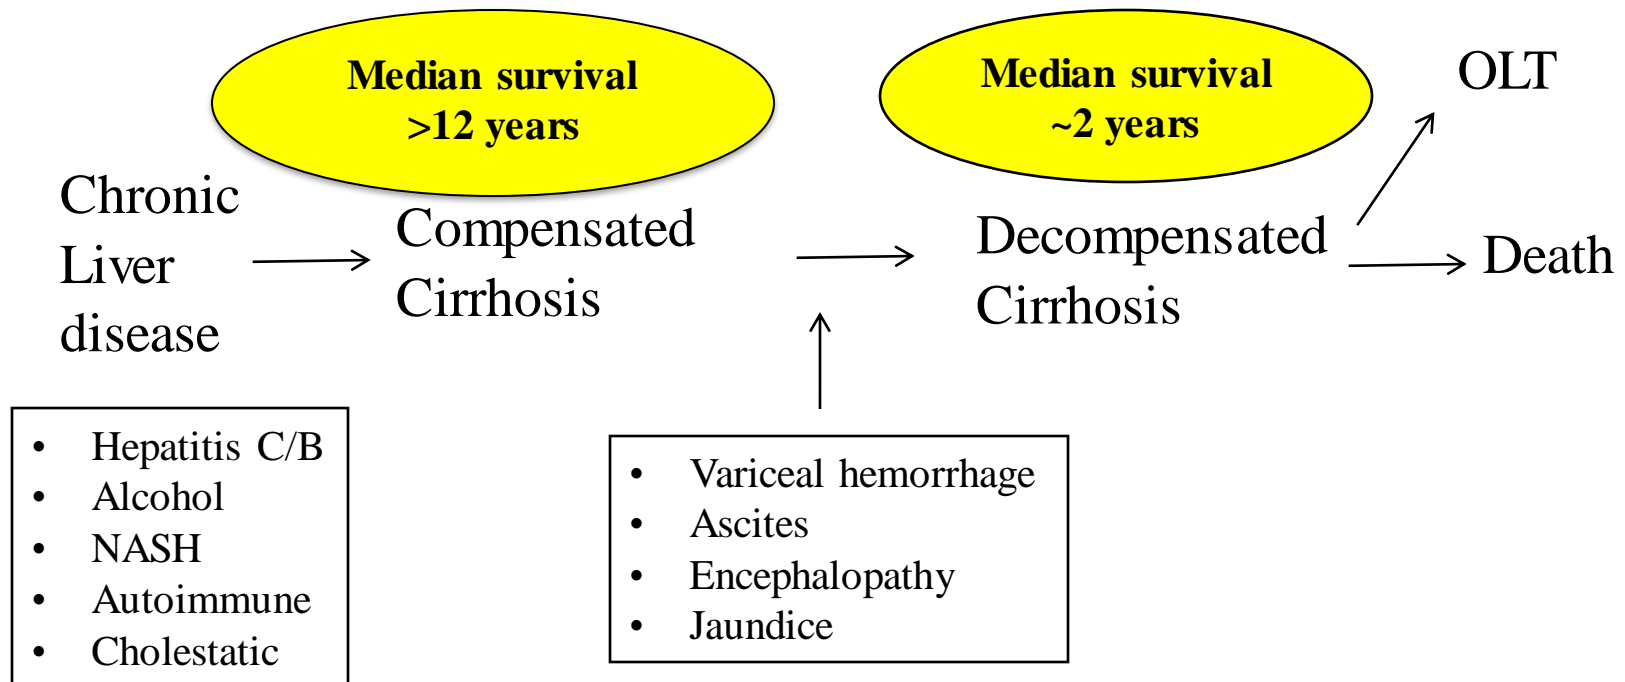 Median survival
>12 years
Median survival
~2 years
OLT
Chronic
Liver
disease
Compensated
Cirrhosis
Decompensated
Cirrhosis
Death
• Hepatitis C/B
• Alcohol
• NASH
• Autoimmune
• Cholestatic
• Variceal hemorrhage
• Ascites
• Encephalopathy
• Jaundice